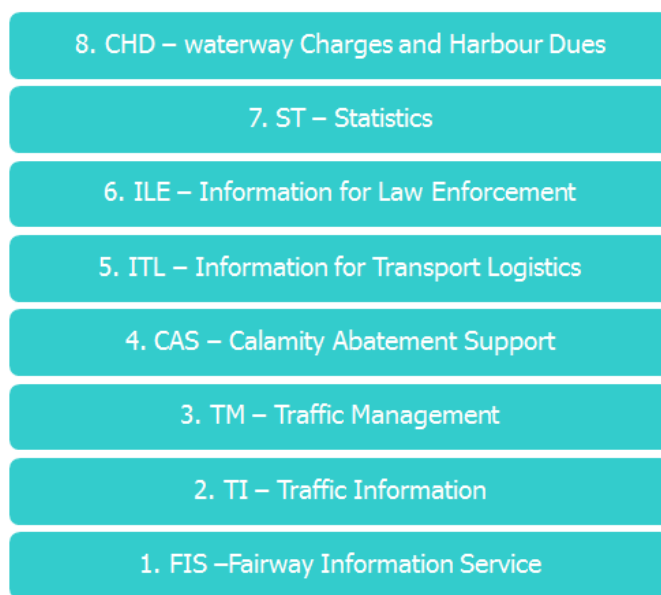 8. CHD – waterway Charges and Harbour Dues
7. ST – Statistics
6. ILE – Information for Law Enforcement
5. ITL – Information for Transport Logistics
4. CAS – Calamity Abatement Support
3. TM – Traffic Management
2. TI – Traffic Information
1. FIS –Fairway Information Service